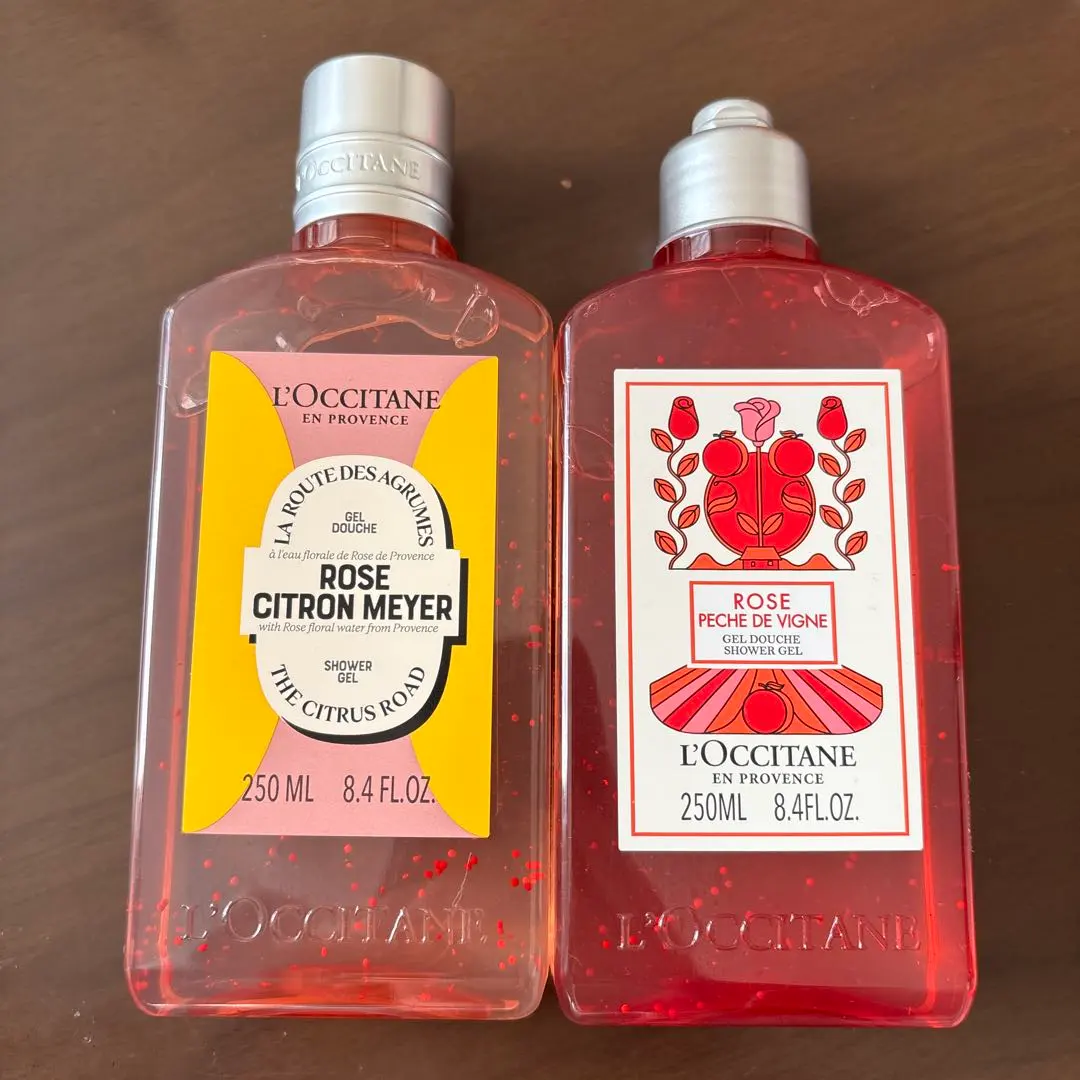 L'OCCITANE
L'OCCITANE
EN PROVENCE
LA ROUTE DES AGRUMES
GEL
DOUCHE
à l'eau florale de Rose de Provence
ROSE
CITRON MEYER
with Rose floral water from Provence
SHOWER
GEL
THE CITRUS ROAD
250 ML 8.4 FL.OZ.
L'OCCITANE
ROSE
PECHE DE VIGNE
GEL DOUCHE
SHOWER GEL
L'OCCITANE
EN PROVENCE
250ML 8.4FL.OZ.
L'OCCITANE